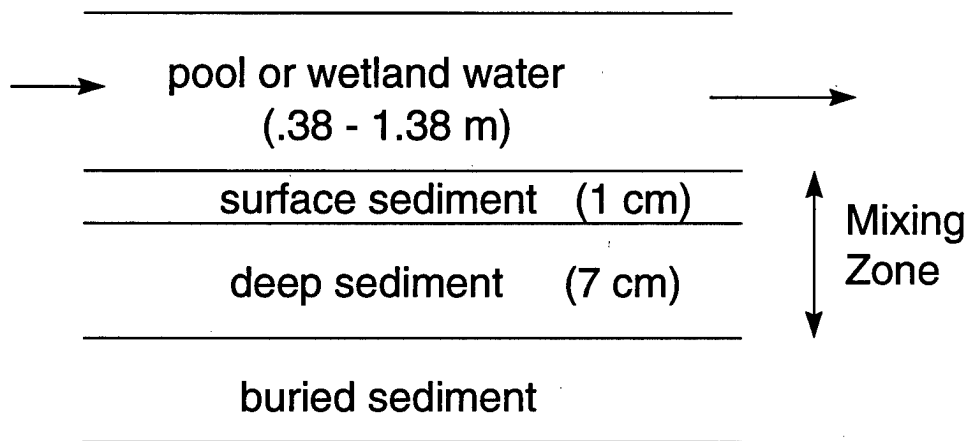 pool or wetland water
(.38 - 1.38 m)
surface sediment (1 cm)
Mixing
Zone
deep sediment (7 cm)
buried sediment